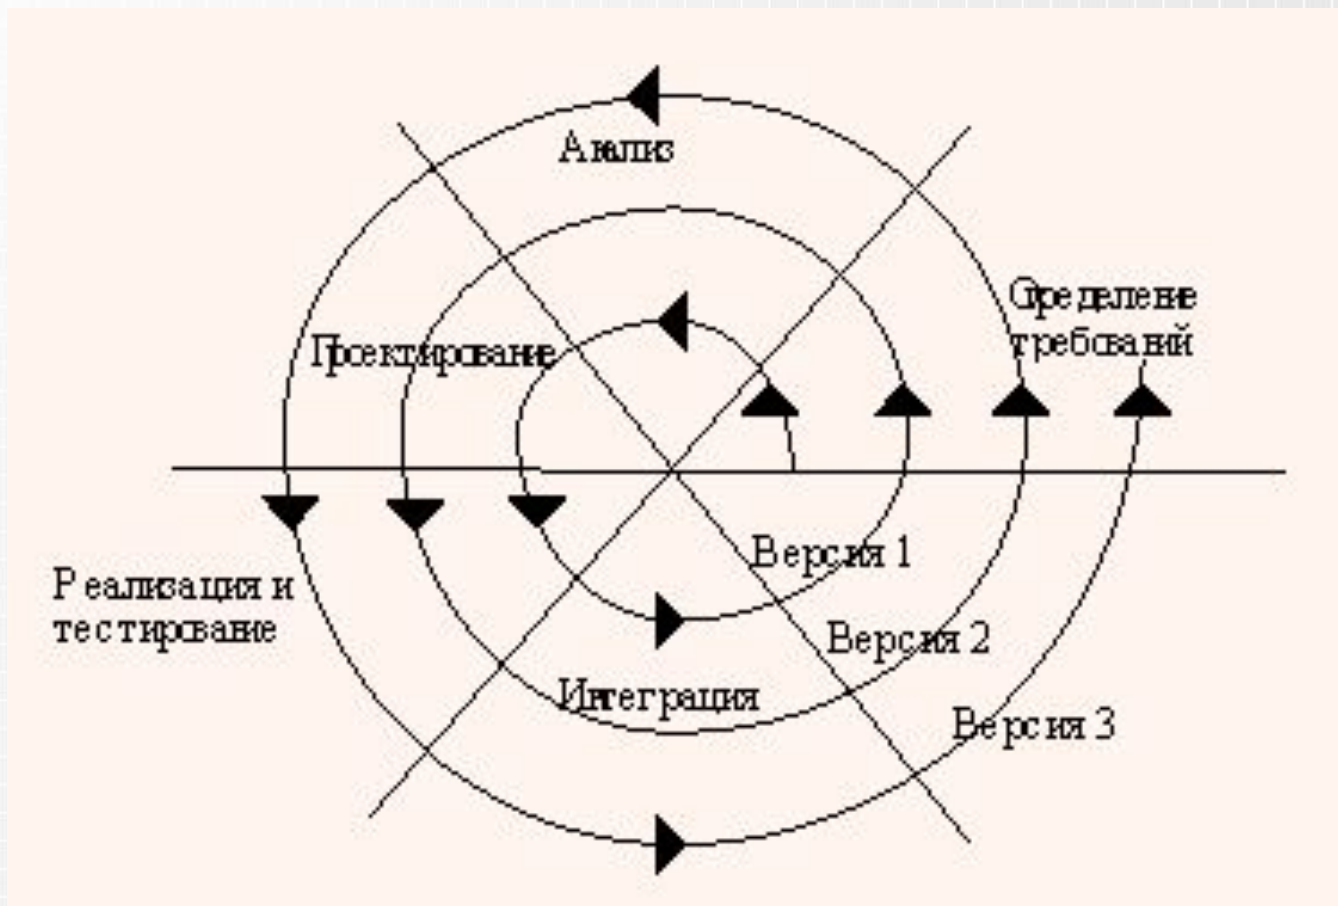 Анализ
Определение
требований
Проектирование
Версия 1
Реализация и
тестирование
Версия 2
Интеграция
Версия 3